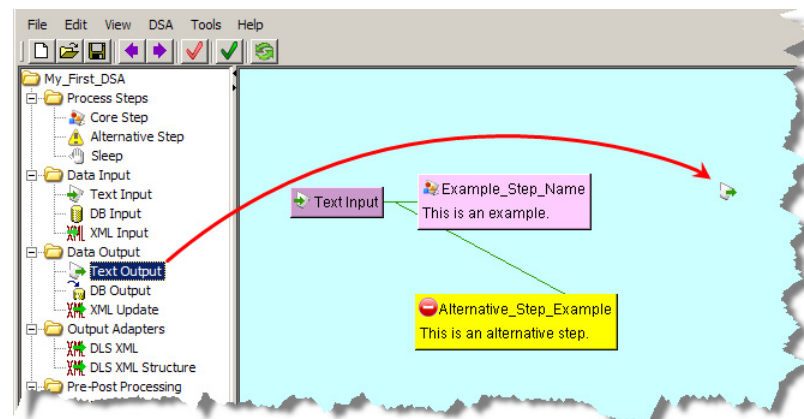 File Edit View DSA Tools Help
My_First_DSA
Process Steps
Core Step
Alternative Step
Sleep
Data Input
Text Input
DB Input
XML Input
Data Output
Text Output
DB Output
XML Update
Output Adapters
DLS XML
DLS XML Structure
Pre-Post Processing
Text Input
Example_Step_Name
This is an example.
Alternative_Step_Example
This is an alternative step.